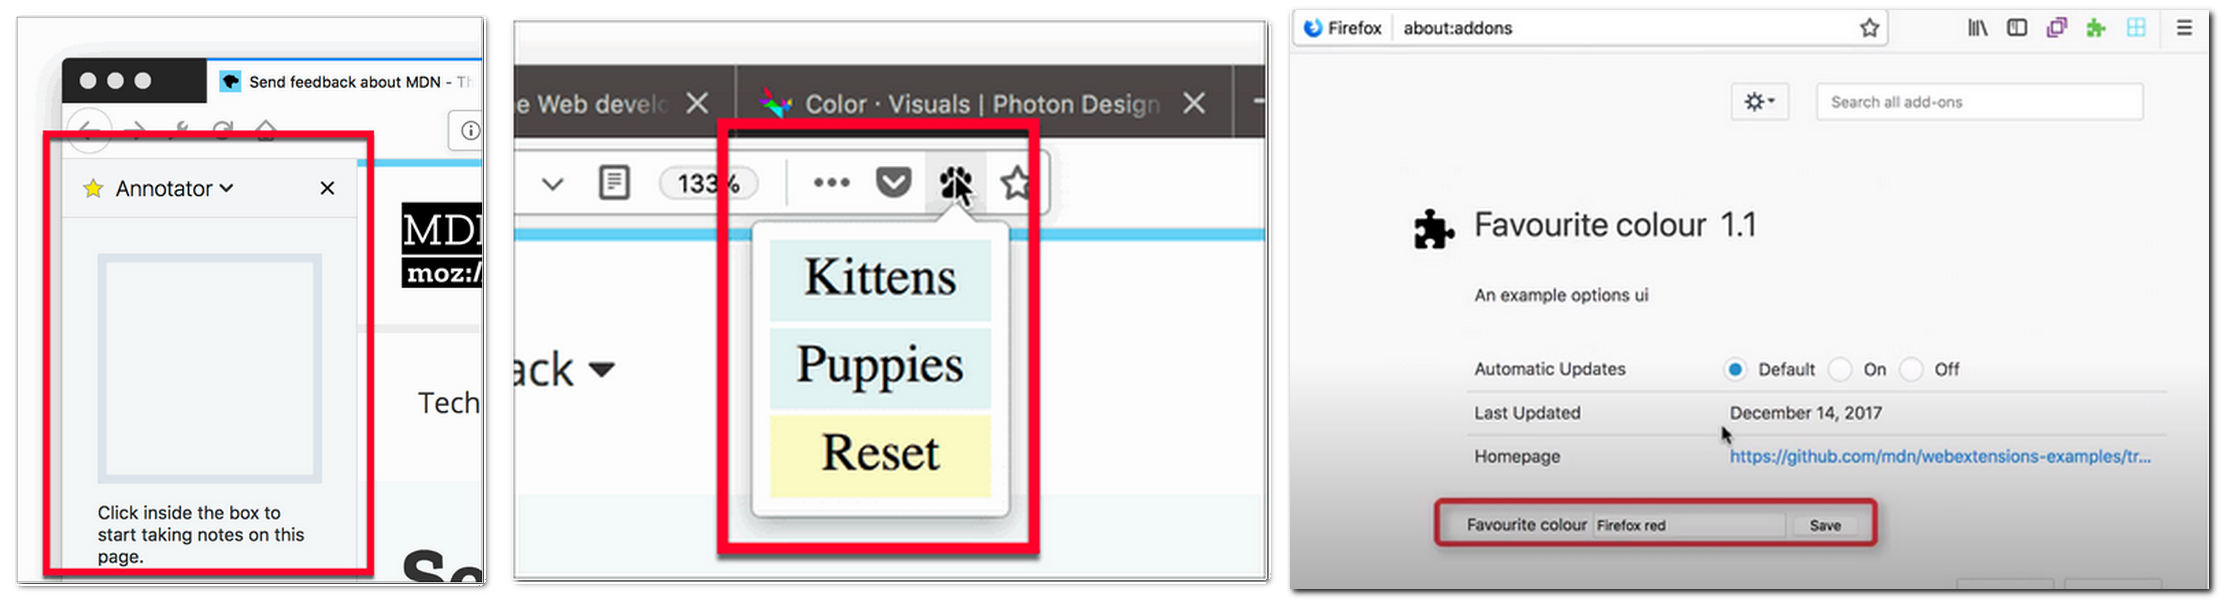 Send feedback about MDN - Th
Annotator
MDN
moz:/
Tech
Click inside the box to
start taking notes on this
page.
So
e Web develo
Color · Visuals | Photon Design
133%
Kittens
Puppies
Reset
ack
Firefox
about:addons
Search all add-ons
Favourite colour 1.1
An example options ui
Automatic Updates Default On Off
Last Updated December 14, 2017
Homepage https://github.com/mdn/webextensions-examples/tr...
Favourite colour Firefox red Save